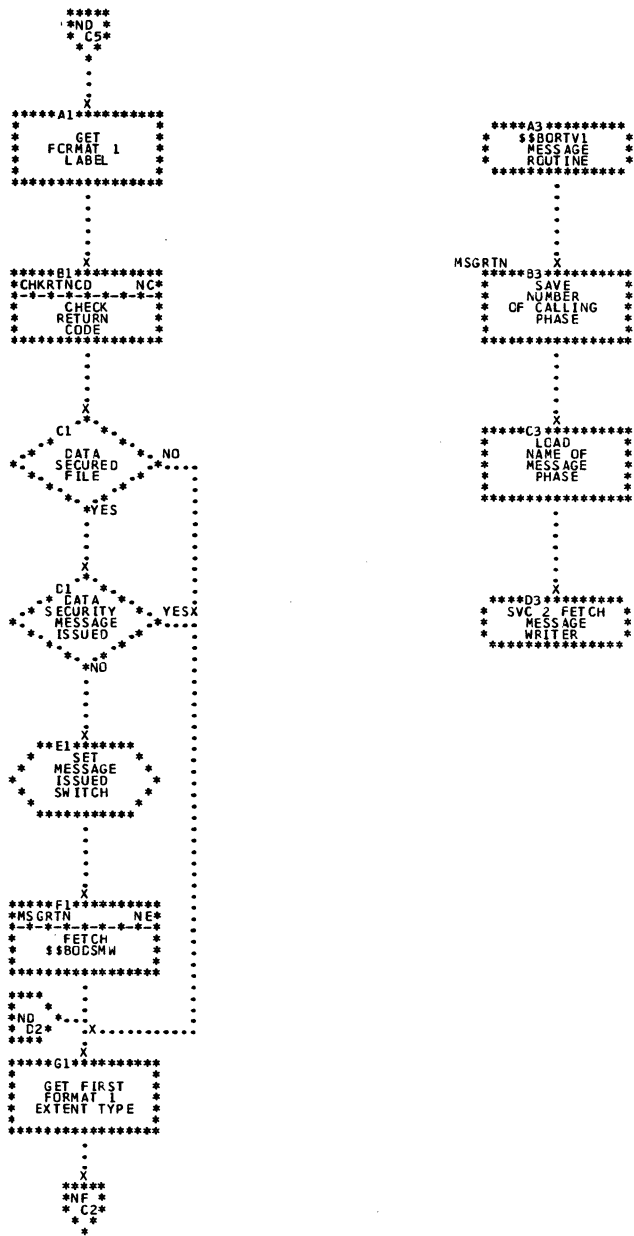 ND
C5
A1
GET
FORMAT 1
LABEL
B1
CHKRTNCD NC
CHECK
RETURN
CODE
C1
DATA
SECURED
FILE
NO
YES
D1
DATA
SECURITY
MESSAGE
ISSUED
YES
NO
E1
SET
MESSAGE
ISSUED
SWITCH
F1
MSGRTN NE
FETCH
$$BODSMW
ND
D2
G1
GET FIRST
FORMAT 1
EXTENT TYPE
NF
C2
A3
$$BORTV1
MESSAGE
ROUTINE
MSGRTN
B3
SAVE
NUMBER
OF CALLING
PHASE
C3
LOAD
NAME OF
MESSAGE
PHASE
D3
SVC 2 FETCH
MESSAGE
WRITER